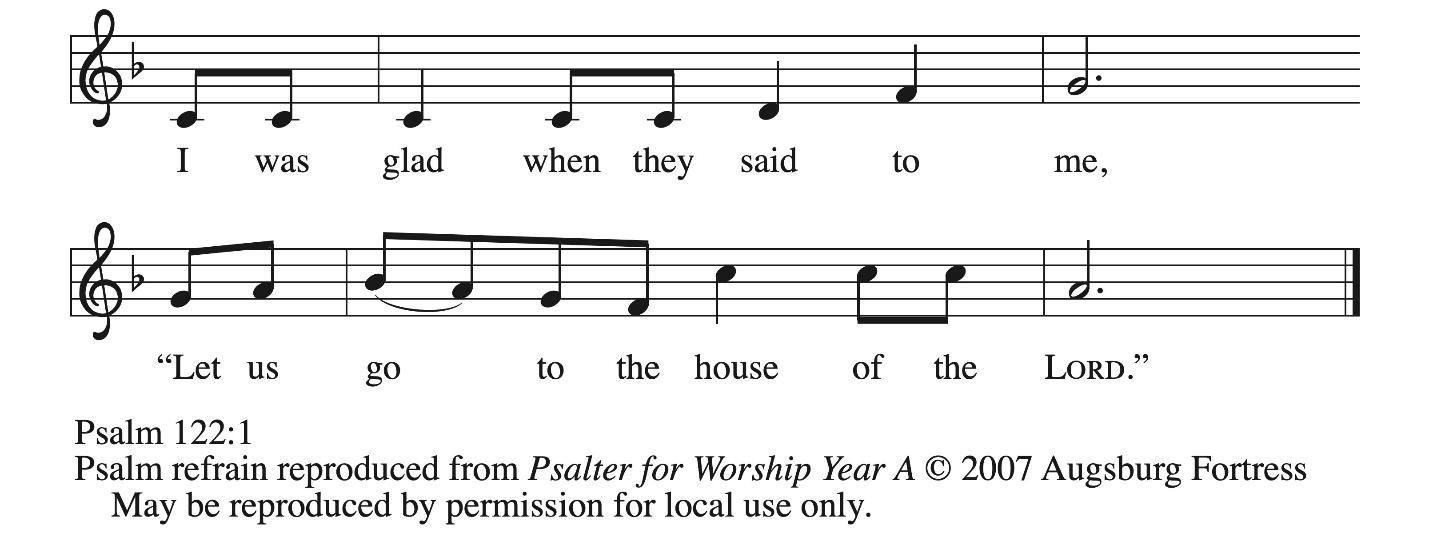 I was glad when they said to me,
“Let us go to the house of the LORD.”
Psalm 122:1
Psalm refrain reproduced from Psalter for Worship Year A © 2007 Augsburg Fortress
May be reproduced by permission for local use only.